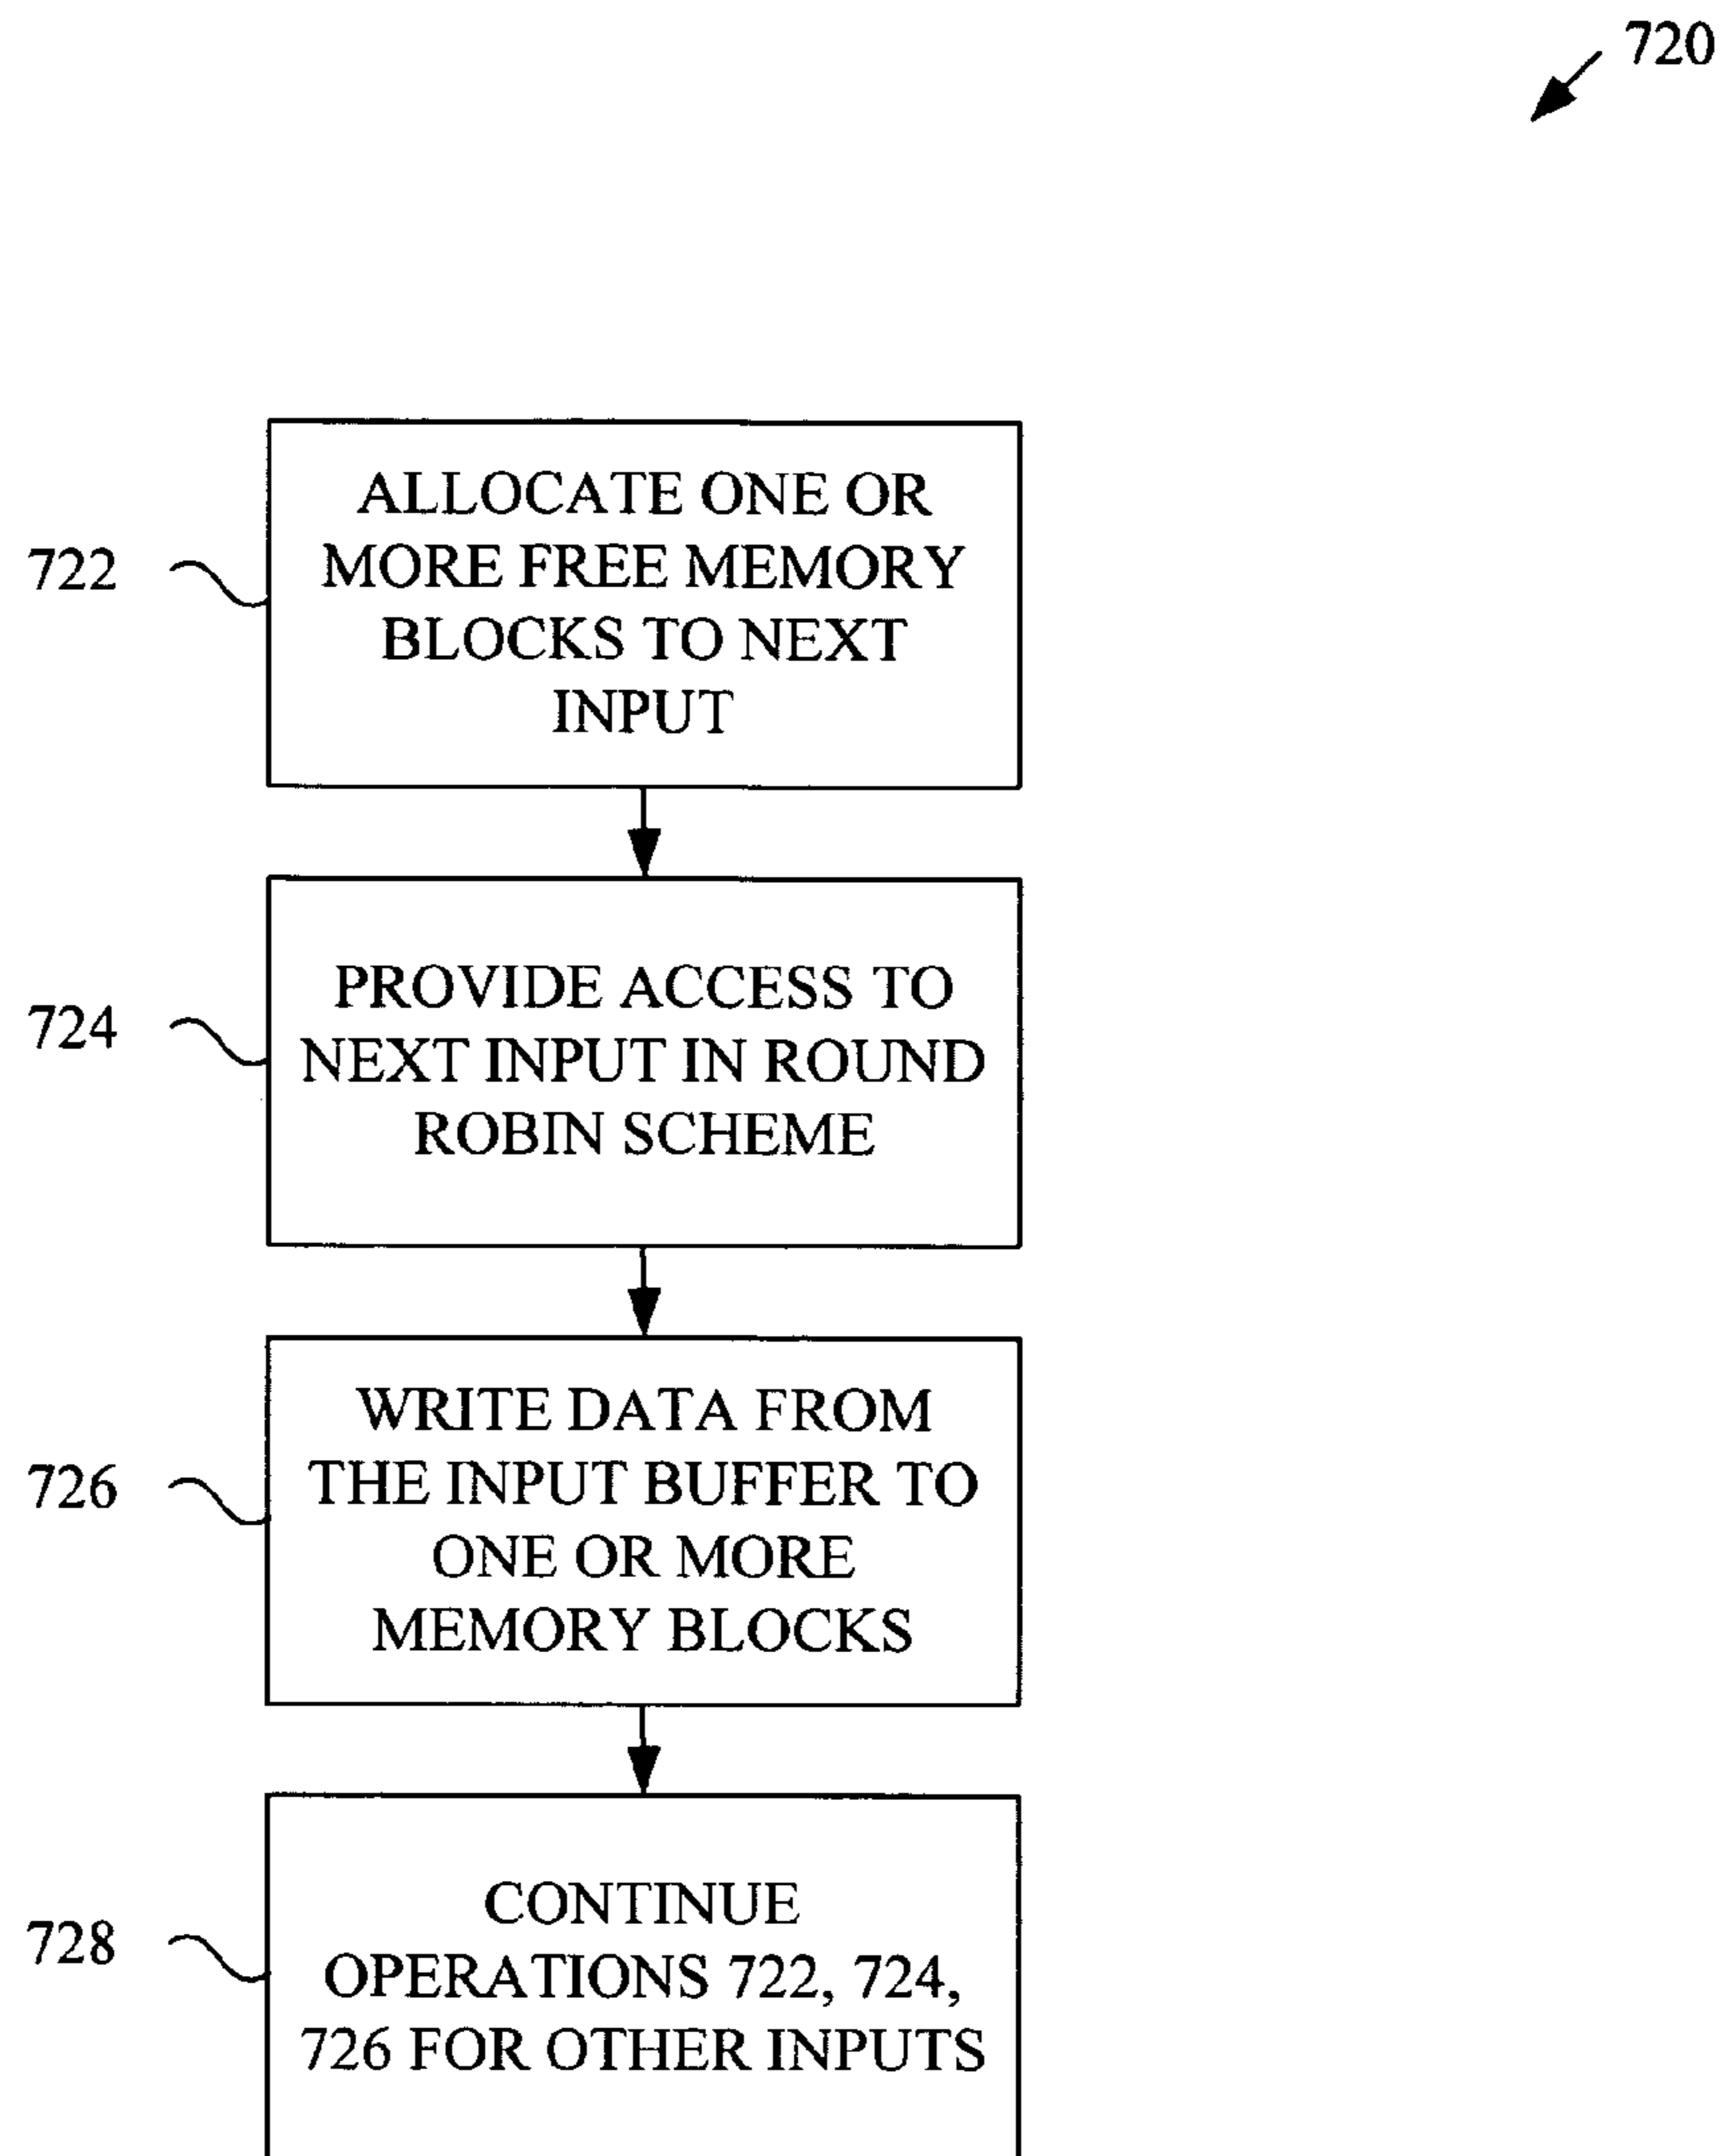 720
722
ALLOCATE ONE OR
MORE FREE MEMORY
BLOCKS TO NEXT
INPUT
724
PROVIDE ACCESS TO
NEXT INPUT IN ROUND
ROBIN SCHEME
726
WRITE DATA FROM
THE INPUT BUFFER TO
ONE OR MORE
MEMORY BLOCKS
728
CONTINUE
OPERATIONS 722, 724,
726 FOR OTHER INPUTS